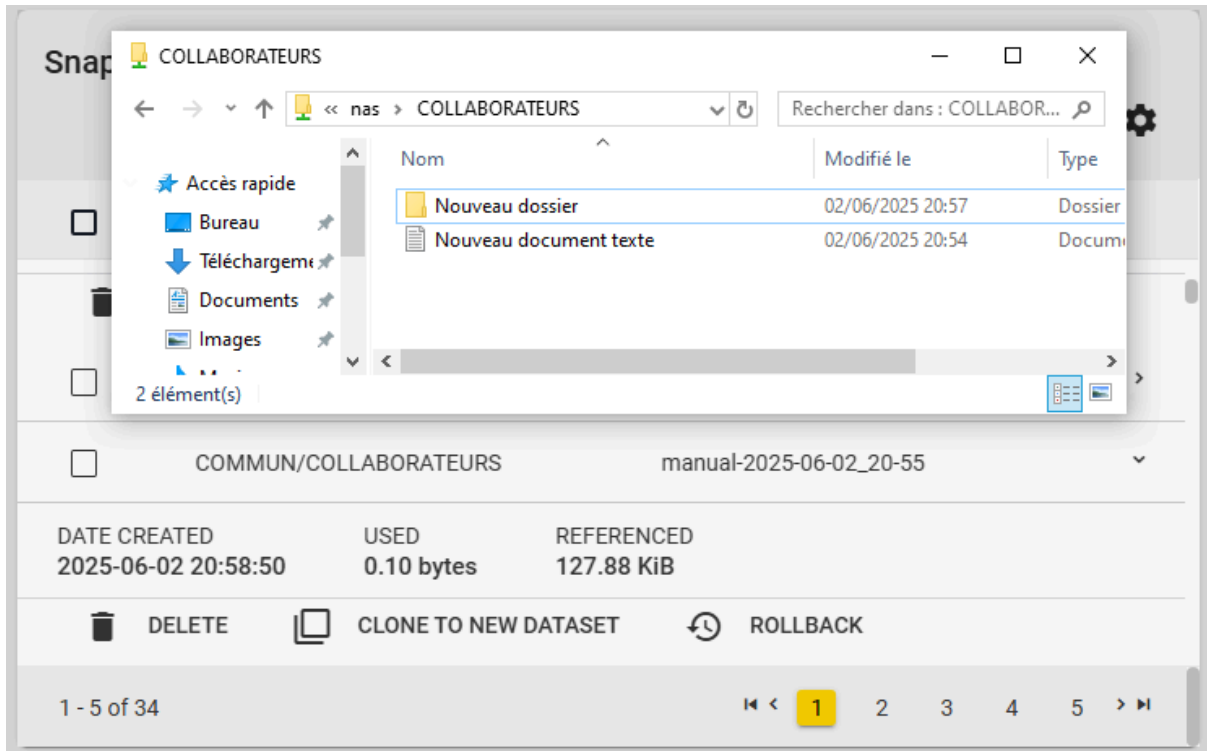 Snap
COLLABORATEURS
« nas > COLLABORATEURS
Rechercher dans : COLLABOR...
Nom Modifié le Type
Accès rapide
Bureau
Téléchargeme
Documents
Images
Nouveau dossier 02/06/2025 20:57 Dossier
Nouveau document texte 02/06/2025 20:54 Docum
2 élément(s)
COMMUN/COLLABORATEURS manual-2025-06-02_20-55
DATE CREATED USED REFERENCED
2025-06-02 20:58:50 0.10 bytes 127.88 KiB
DELETE CLONE TO NEW DATASET ROLLBACK
1 - 5 of 34 1 2 3 4 5